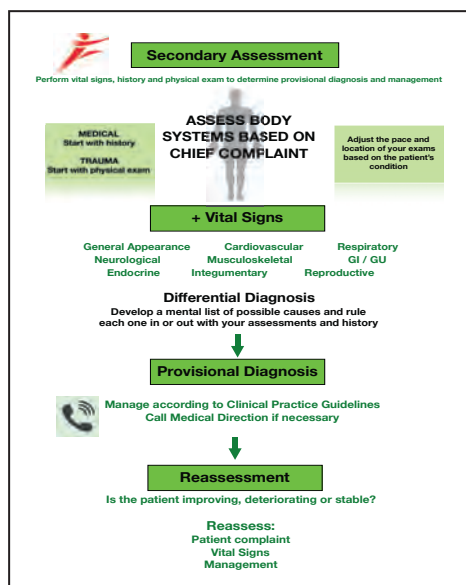 Secondary Assessment
Perform vital signs, history and physical exam to determine provisional diagnosis and management
ASSESS BODY
SYSTEMS BASED ON
CHIEF COMPLAINT
MEDICAL
Start with history
TRAUMA
Start with physical exam
Adjust the pace and
location of your exams
based on the patient's
condition
+ Vital Signs
General Appearance Cardiovascular Respiratory
Neurological Musculoskeletal GI / GU
Endocrine Integumentary Reproductive
Differential Diagnosis
Develop a mental list of possible causes and rule
each one in or out with your assessments and history
Provisional Diagnosis
Manage according to Clinical Practice Guidelines
Call Medical Direction if necessary
Reassessment
Is the patient improving, deteriorating or stable?
Reassess:
Patient complaint
Vital Signs
Management